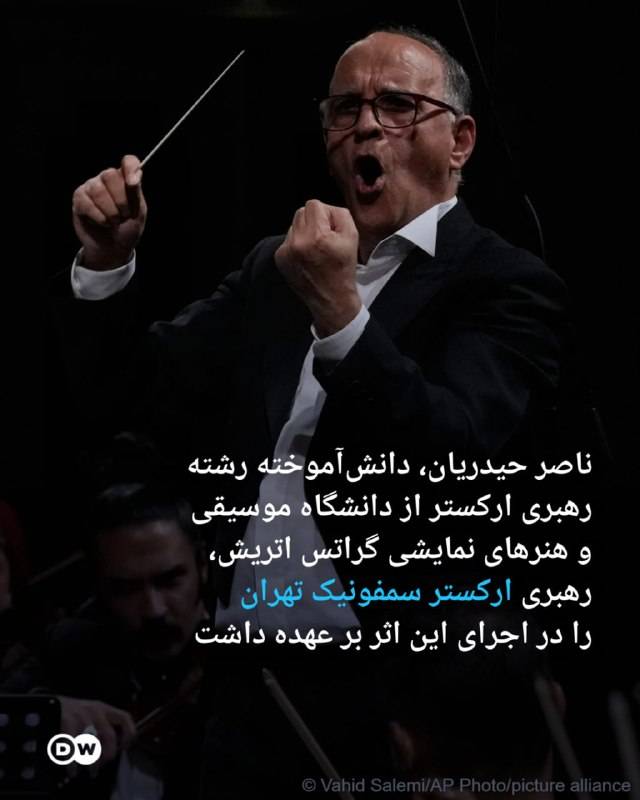 ناصر حیدریان، دانش‌آموخته رشته
رهبری ارکستر از دانشگاه موسیقی
و هنرهای نمایشی گراتس اتریش،
رهبری ارکستر سمفونیک تهران
را در اجرای این اثر بر عهده داشت
DW
© Vahid Salemi/AP Photo/picture alliance